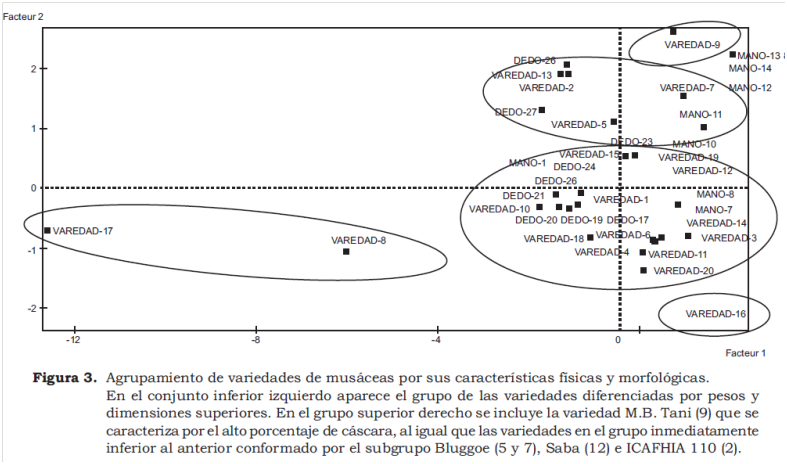 Facteur 2
VAREDAD-9
MANO-13 8
DEDO-26
MANO-14
2
VAREDAD-13
VAREDAD-2
VAREDAD-7
MANO-12
DEDO-27
MANO-11
VAREDAD-5
1
DEDO-23
MANO-10
VAREDAD-15
VAREDAD-19
MANO-1
DEDO-24
VAREDAD-12
DEDO-26
0
DEDO-21
VAREDAD-1
MANO-8
VAREDAD-10
MANO-7
DEDO-20 DEDO-19 DEDO-17
VAREDAD-14
VAREDAD-17
VAREDAD-8
VAREDAD-18
VAREDAD-6
VAREDAD-3
-1
VAREDAD-4
VAREDAD-11
VAREDAD-20
-2
VAREDAD-16
-12 -8 -4 0
Facteur 1
Figura 3. Agrupamiento de variedades de musáceas por sus características físicas y morfológicas.
En el conjunto inferior izquierdo aparece el grupo de las variedades diferenciadas por pesos y
dimensiones superiores. En el grupo superior derecho se incluye la variedad M.B. Tani (9) que se
caracteriza por el alto porcentaje de cáscara, al igual que las variedades en el grupo inmediatamente
inferior al anterior conformado por el subgrupo Bluggoe (5 y 7), Saba (12) e ICAFHIA 110 (2).